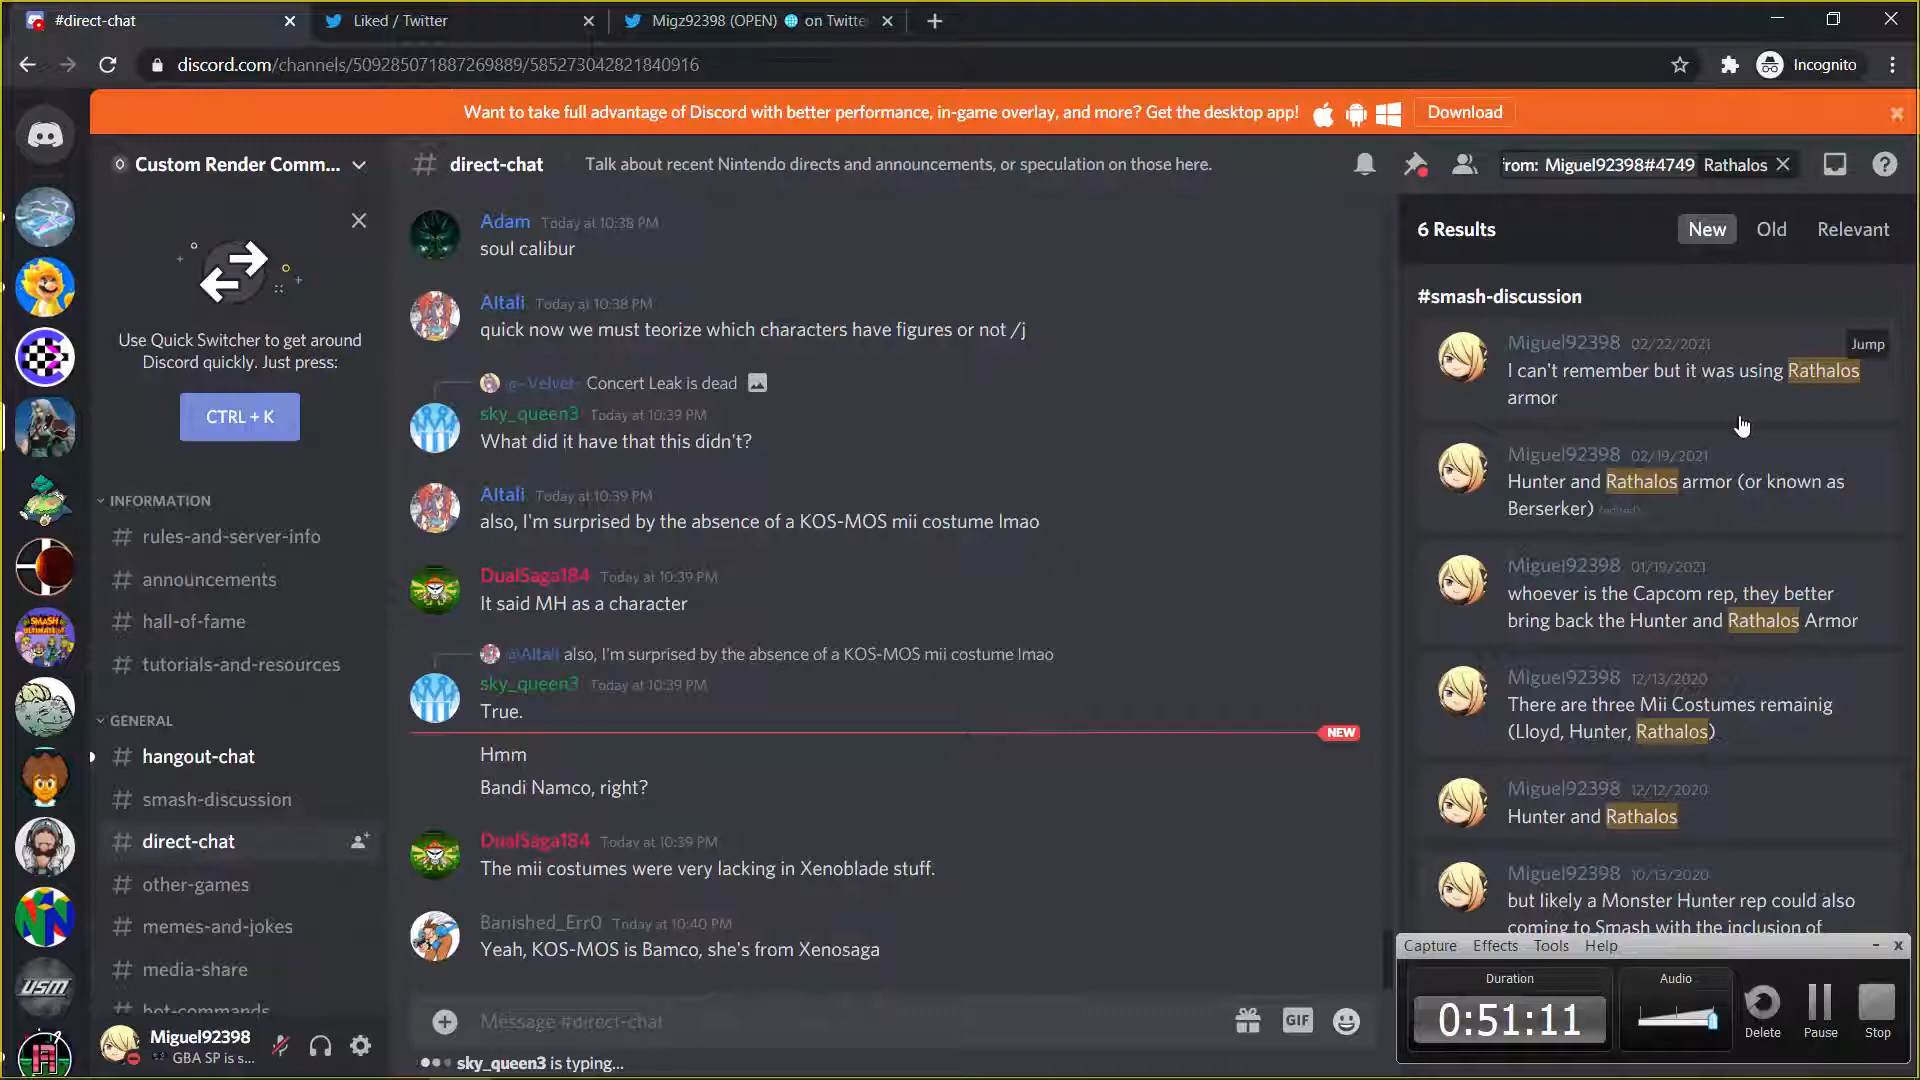 #direct-chat
Liked / Twitter
Migz92398 (OPEN) 🌐 on Twitte
discord.com/channels/509285071887269889/585273042821840916
Incognito
Want to take full advantage of Discord with better performance, in-game overlay, and more? Get the desktop app!
Download
Custom Render Comm...
Use Quick Switcher to get around
Discord quickly. Just press:
CTRL + K
INFORMATION
rules-and-server-info
announcements
hall-of-fame
tutorials-and-resources
GENERAL
hangout-chat
smash-discussion
direct-chat
other-games
memes-and-jokes
media-share
bot-commands
Miguel92398
GBA SP is s...
SMASH
ULTIMATE
USM
# direct-chat
Talk about recent Nintendo directs and announcements, or speculation on those here.
Adam Today at 10:38 PM
soul calibur
Altali Today at 10:38 PM
quick now we must teorize which characters have figures or not /j
@-Velvet- Concert Leak is dead
sky_queen3 Today at 10:39 PM
What did it have that this didn't?
Altali Today at 10:39 PM
also, I'm surprised by the absence of a KOS-MOS mii costume lmao
DualSaga184 Today at 10:39 PM
It said MH as a character
@Altali also, I'm surprised by the absence of a KOS-MOS mii costume lmao
sky_queen3 Today at 10:39 PM
True.
NEW
Hmm
Bandi Namco, right?
DualSaga184 Today at 10:39 PM
The mii costumes were very lacking in Xenoblade stuff.
Banished_Err0 Today at 10:40 PM
Yeah, KOS-MOS is Bamco, she's from Xenosaga
Message #direct-chat
GIF
sky_queen3 is typing...
rom: Miguel92398#4749 Rathalos
6 Results
New
Old
Relevant
#smash-discussion
Miguel92398 02/22/2021
Jump
I can't remember but it was using Rathalos
armor
Miguel92398 02/19/2021
Hunter and Rathalos armor (or known as
Berserker) (edited)
Miguel92398 01/19/2021
whoever is the Capcom rep, they better
bring back the Hunter and Rathalos Armor
Miguel92398 12/13/2020
There are three Mii Costumes remainig
(Lloyd, Hunter, Rathalos)
Miguel92398 12/12/2020
Hunter and Rathalos
Miguel92398 10/13/2020
but likely a Monster Hunter rep could also
coming to Smash with the inclusion of
Capture Effects Tools Help
Duration
0:51:11
Audio
Delete
Pause
Stop